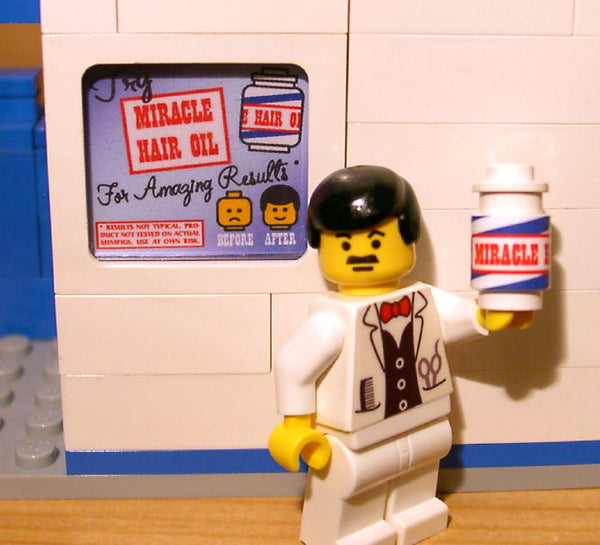 Try
MIRACLE
HAIR OIL
E HAIR OI
For Amazing Results*
* RESULTS NOT TYPICAL. PRO
DUCT NOT TESTED ON ACTUAL
MINIFIGS. USE AT OWN RISK.
BEFORE AFTER
MIRACLE